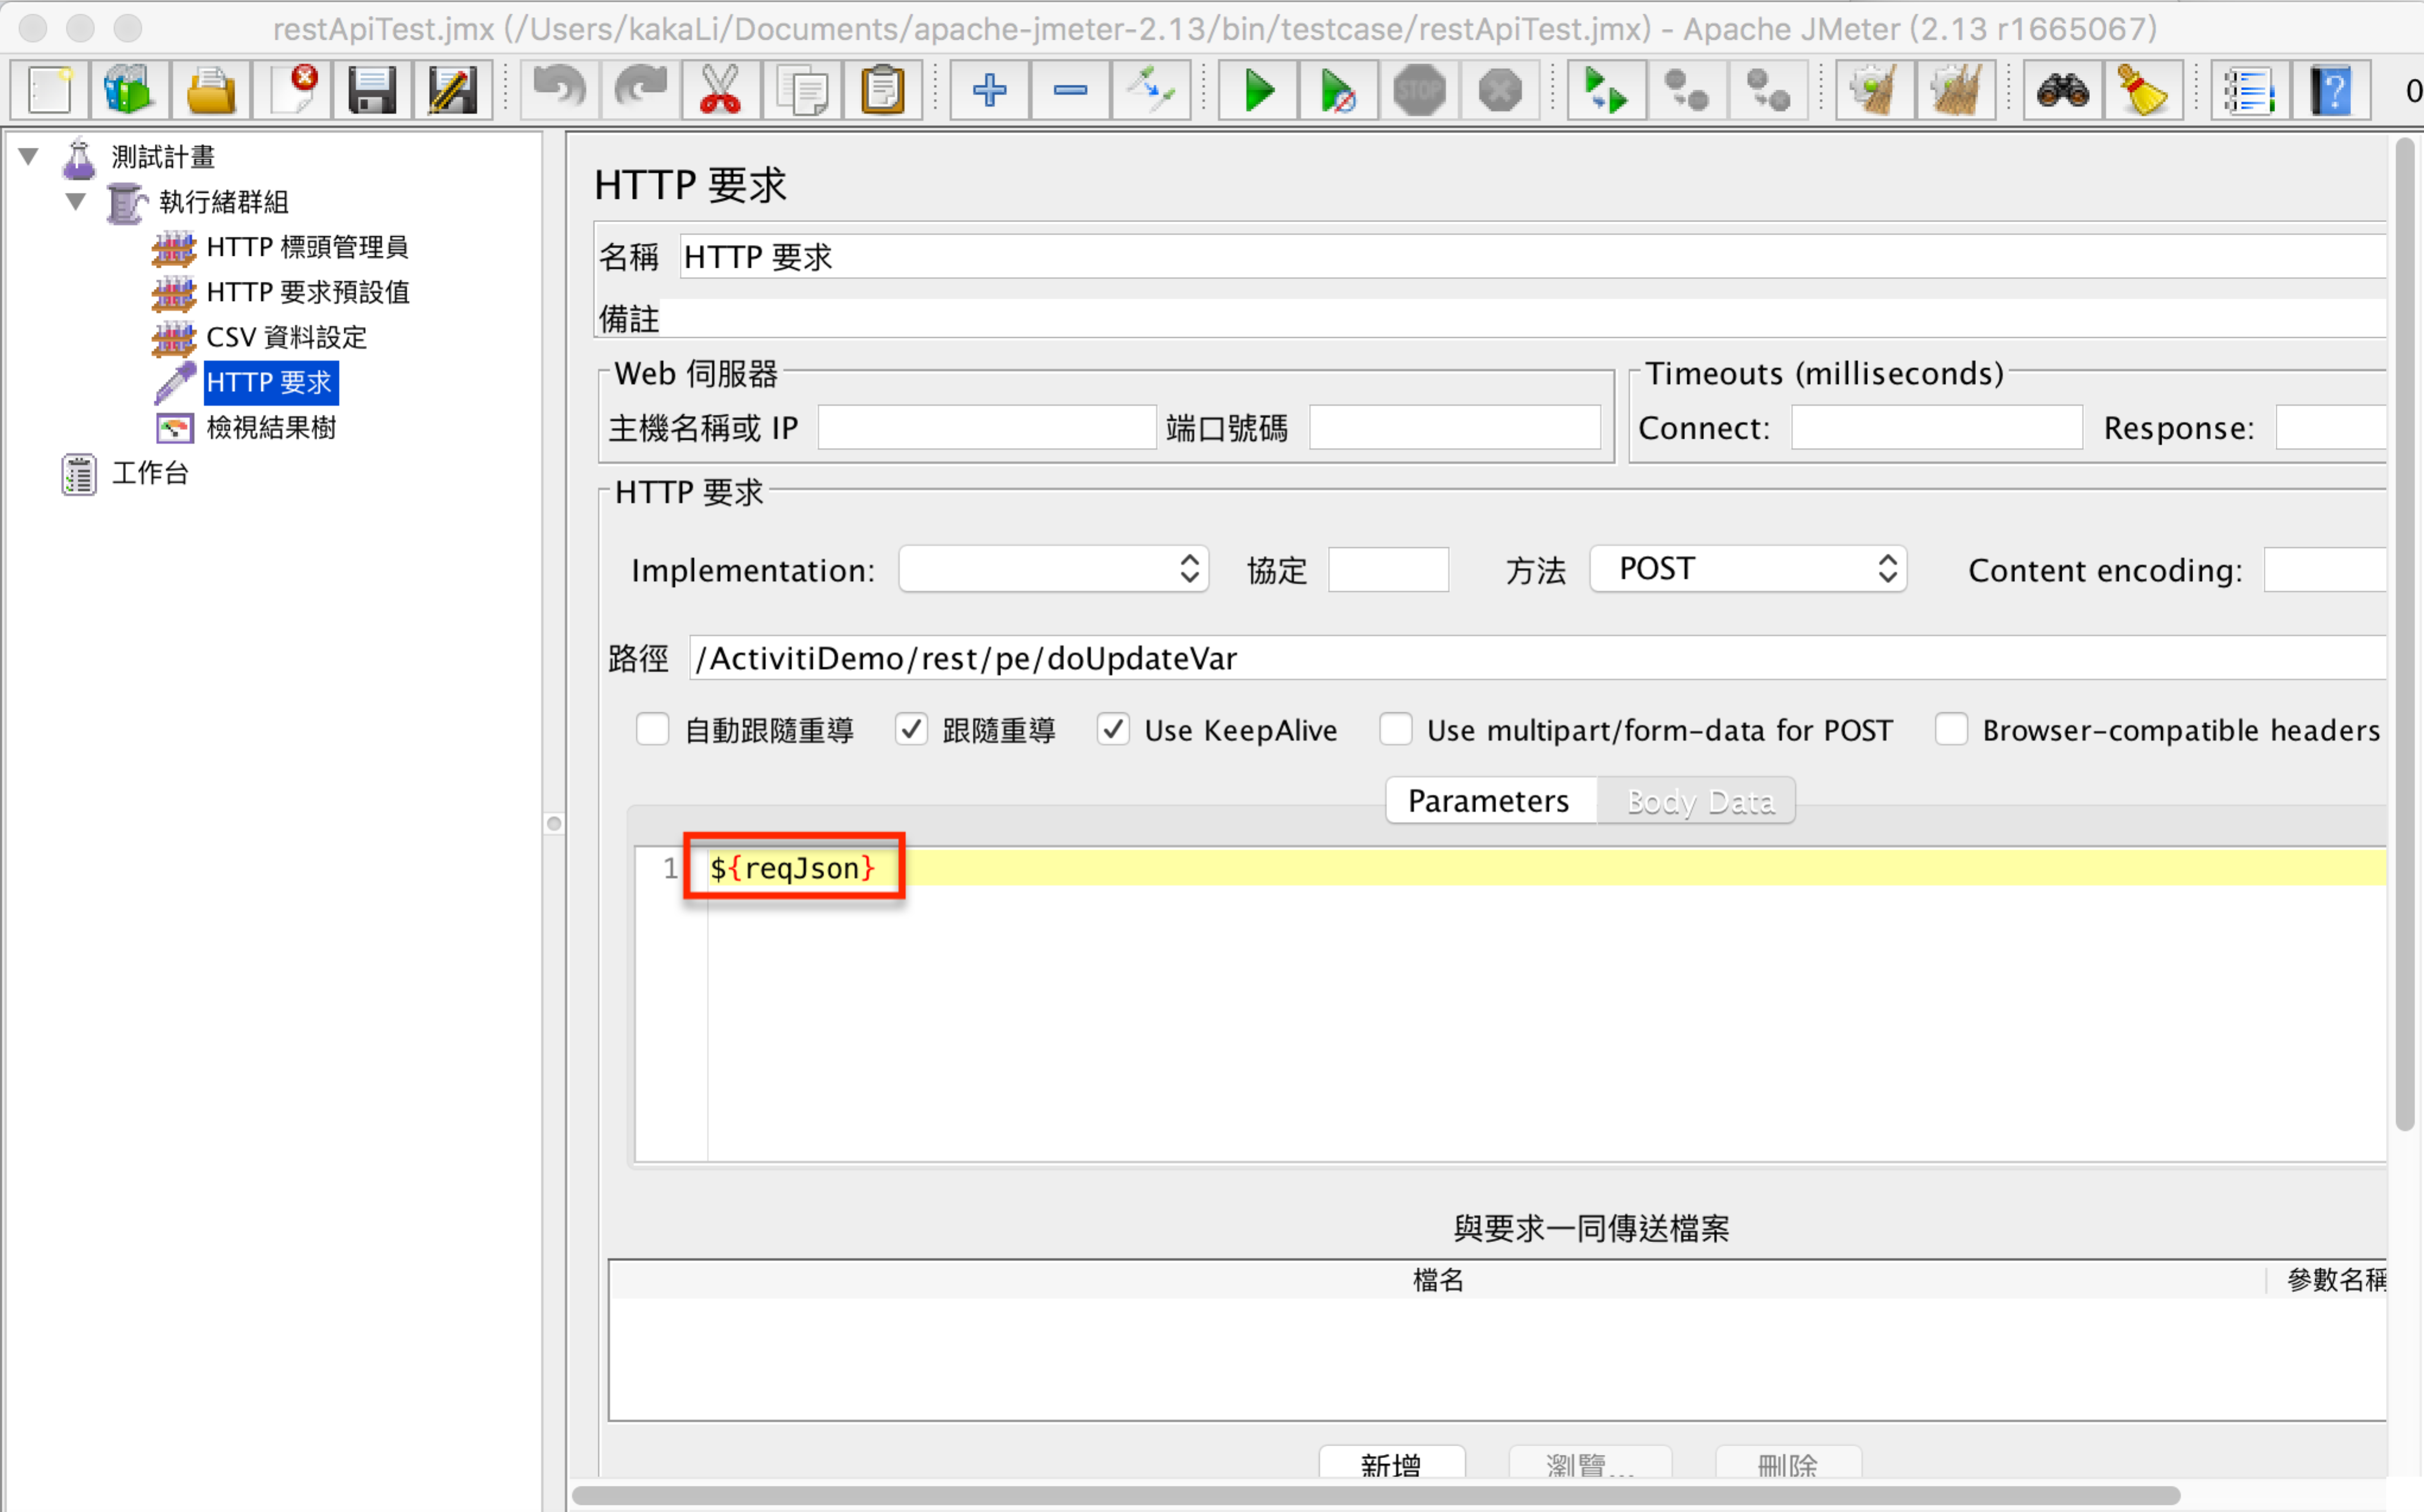 restApiTest.jmx (/Users/kakaLi/Documents/apache-jmeter-2.13/bin/testcase/restApiTest.jmx) - Apache JMeter (2.13 r1665067)
STOP
0
測試計畫
執行緒群組
HTTP 標頭管理員
HTTP 要求預設值
CSV 資料設定
HTTP 要求
檢視結果樹
工作台
HTTP 要求
名稱 HTTP 要求
備註
Web 伺服器 Timeouts (milliseconds)
主機名稱或 IP 端口號碼 Connect: Response:
HTTP 要求
Implementation: 協定 方法 POST Content encoding:
路徑 /ActivitiDemo/rest/pe/doUpdateVar
自動跟隨重導 跟隨重導 Use KeepAlive Use multipart/form-data for POST Browser-compatible headers
Parameters Body Data
1 ${reqJson}
與要求一同傳送檔案
檔名 參數名稱
新增 瀏覽... 刪除